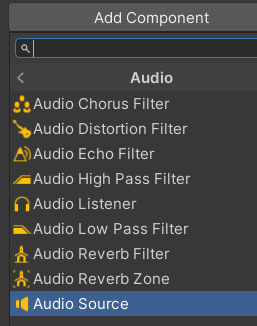 Add Component
Audio
Audio Chorus Filter
Audio Distortion Filter
Audio Echo Filter
Audio High Pass Filter
Audio Listener
Audio Low Pass Filter
Audio Reverb Filter
Audio Reverb Zone
Audio Source